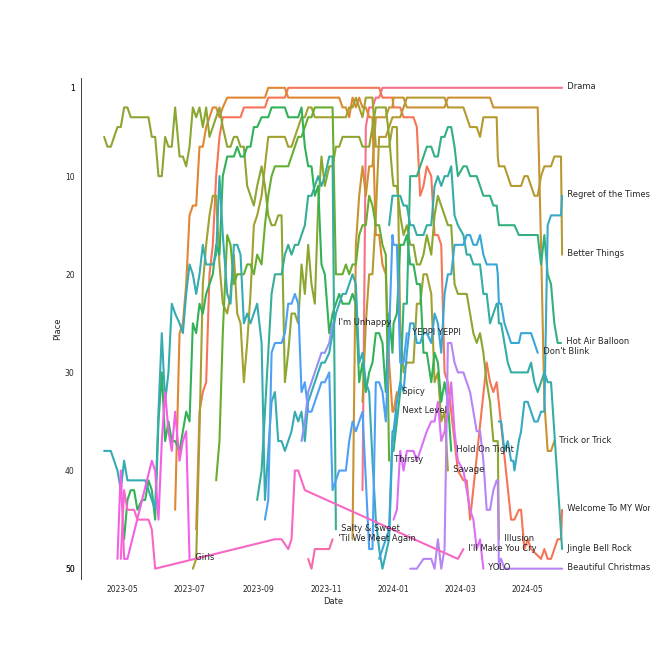 1
Drama
10
Regret of the Times
Better Things
20
I'm Unhappy
YEPPI YEPPI
Hot Air Balloon
Don't Blink
Place
30
Spicy
Next Level
Trick or Trick
Hold On Tight
Thirsty
40
Savage
Welcome To MY Wor
Salty & Sweet
'Til We Meet Again
Illusion
I'll Make You Cry
Jingle Bell Rock
Girls
YOLO
Beautiful Christmas
50
2023-05
2023-07
2023-09
2023-11
2024-01
2024-03
2024-05
Date